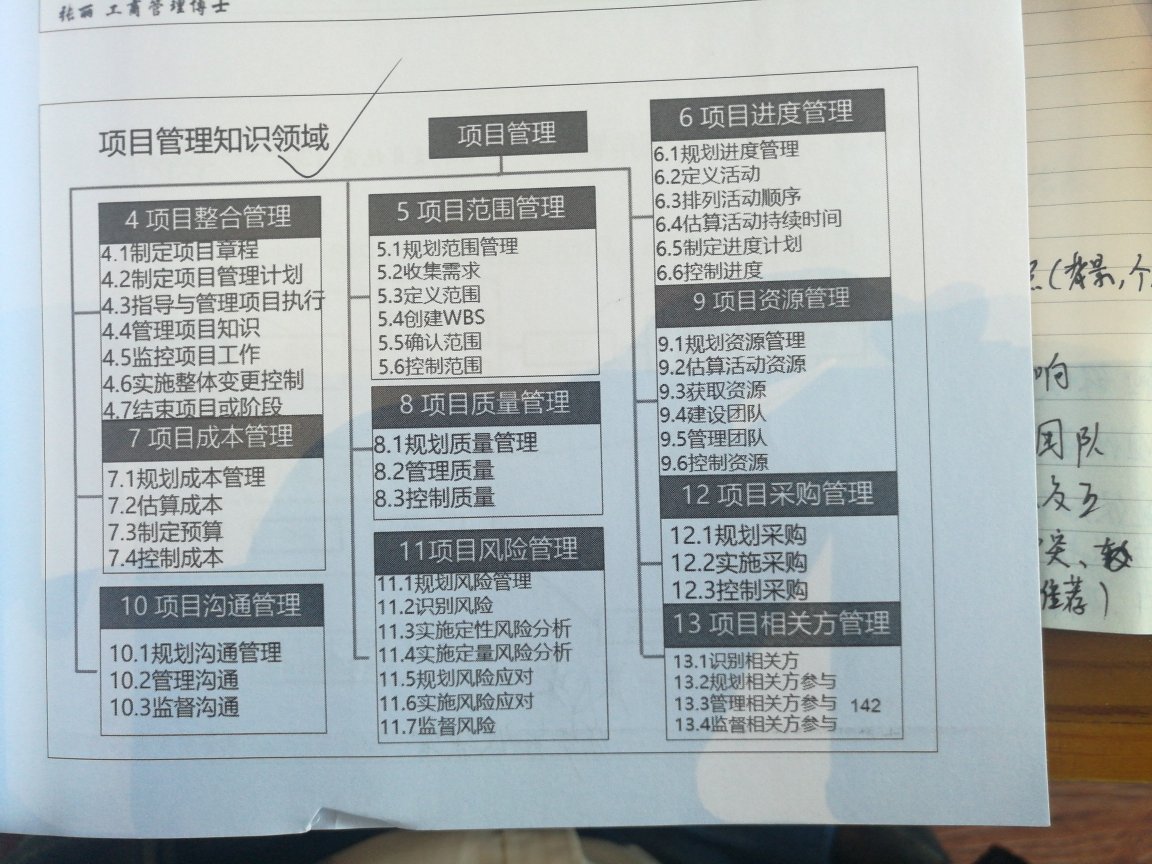 张丽 工商管理博士
项目管理知识领域
项目管理
4 项目整合管理
4.1制定项目章程
4.2制定项目管理计划
4.3指导与管理项目执行
4.4管理项目知识
4.5监控项目工作
4.6实施整体变更控制
4.7结束项目或阶段
5 项目范围管理
5.1规划范围管理
5.2收集需求
5.3定义范围
5.4创建WBS
5.5确认范围
5.6控制范围
6 项目进度管理
6.1规划进度管理
6.2定义活动
6.3排列活动顺序
6.4估算活动持续时间
6.5制定进度计划
6.6控制进度
7 项目成本管理
7.1规划成本管理
7.2估算成本
7.3制定预算
7.4控制成本
8 项目质量管理
8.1规划质量管理
8.2管理质量
8.3控制质量
9 项目资源管理
9.1规划资源管理
9.2估算活动资源
9.3获取资源
9.4建设团队
9.5管理团队
9.6控制资源
10 项目沟通管理
10.1规划沟通管理
10.2管理沟通
10.3监督沟通
11项目风险管理
11.1规划风险管理
11.2识别风险
11.3实施定性风险分析
11.4实施定量风险分析
11.5规划风险应对
11.6实施风险应对
11.7监督风险
12 项目采购管理
12.1规划采购
12.2实施采购
12.3控制采购
13 项目相关方管理
13.1识别相关方
13.2规划相关方参与
13.3管理相关方参与
13.4监督相关方参与
142
(背景,个
响
团队
交互
突、较
推荐)